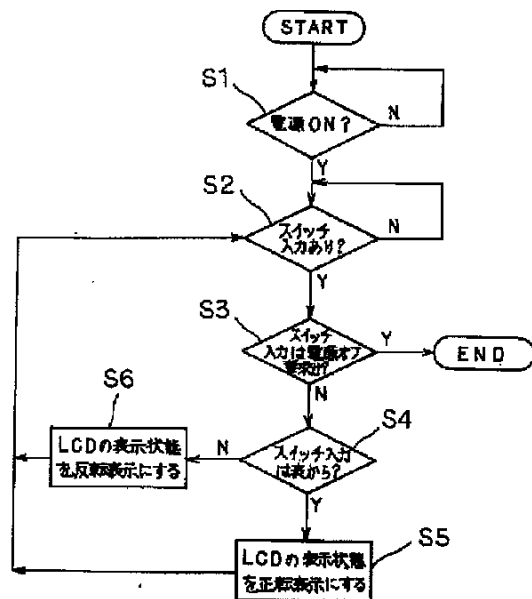 START
S1
電源ON?
N
Y
S2
スイッチ
入力あり?
N
Y
S3
スイッチ
入力は電源オフ
要求か?
Y
END
N
S6
S4
LCDの表示状態
を反転表示にする
N
スイッチ入力
は表から?
Y
S5
LCDの表示状態
を正転表示にする